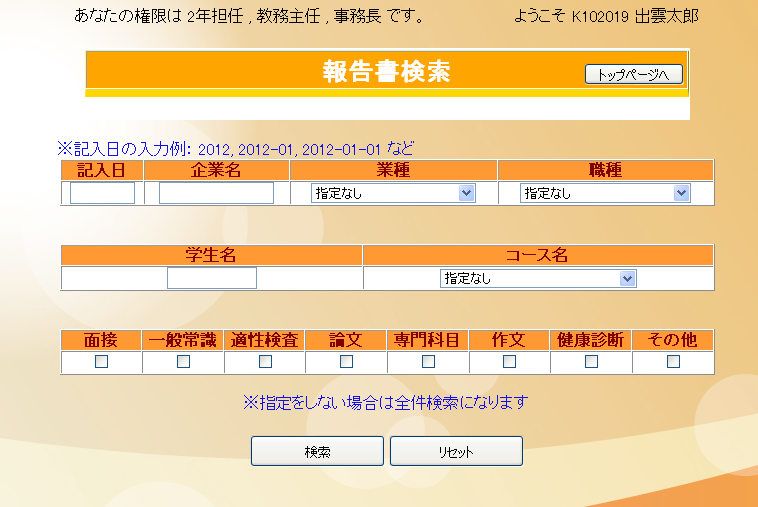 あなたの権限は 2年担任 , 教務主任 , 事務長 です。 ようこそ K102019 出雲太郎
報告書検索 トップページへ
※記入日の入力例: 2012, 2012-01, 2012-01-01 など
記入日 企業名 業種 職種
指定なし 指定なし
学生名 コース名
指定なし
面接 一般常識 適性検査 論文 専門科目 作文 健康診断 その他
※指定をしない場合は全件検索になります
検索 リセット